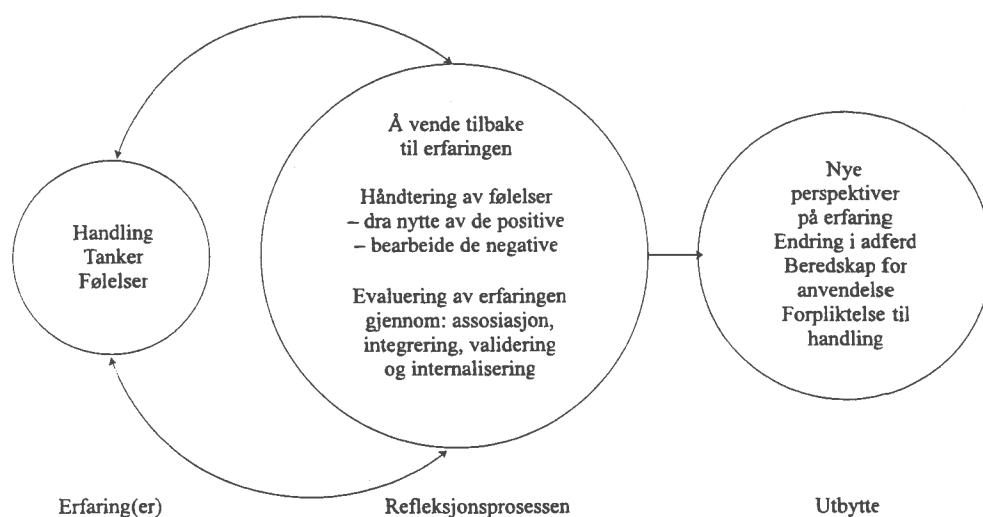 Handling
Tanker
Følelser
Å vende tilbake
til erfaringen
Håndtering av følelser
– dra nytte av de positive
– bearbeide de negative
Evaluering av erfaringen
gjennom: assosiasjon,
integrering, validering
og internalisering
Nye
perspektiver
på erfaring
Endring i adferd
Beredskap for
anvendelse
Forpliktelse til
handling
Erfaring(er)
Refleksjonsprosessen
Utbytte